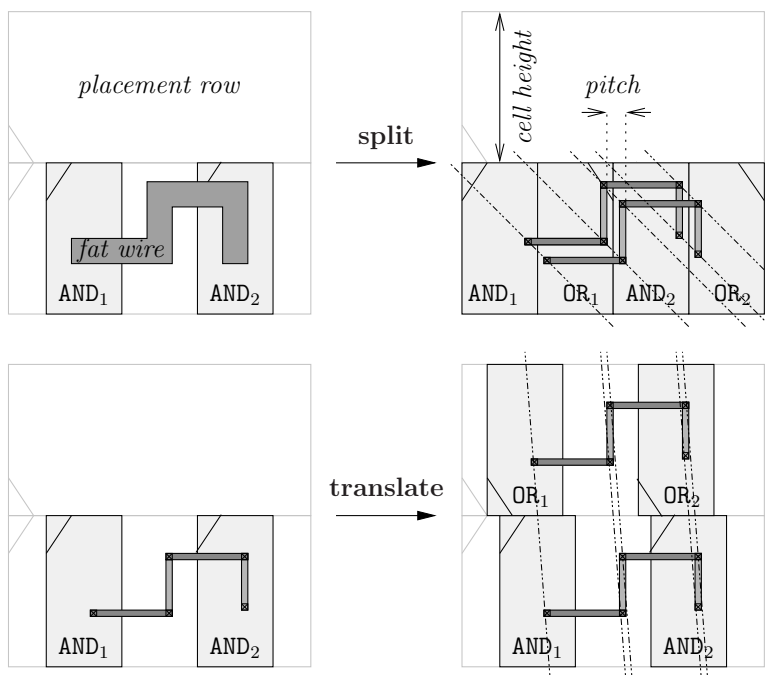 placement row
cell height
pitch
split
fat wire
AND₁
AND₂
AND₁
OR₁
AND₂
OR₂
translate
OR₁
OR₂
AND₁
AND₂
AND₁
AND₂